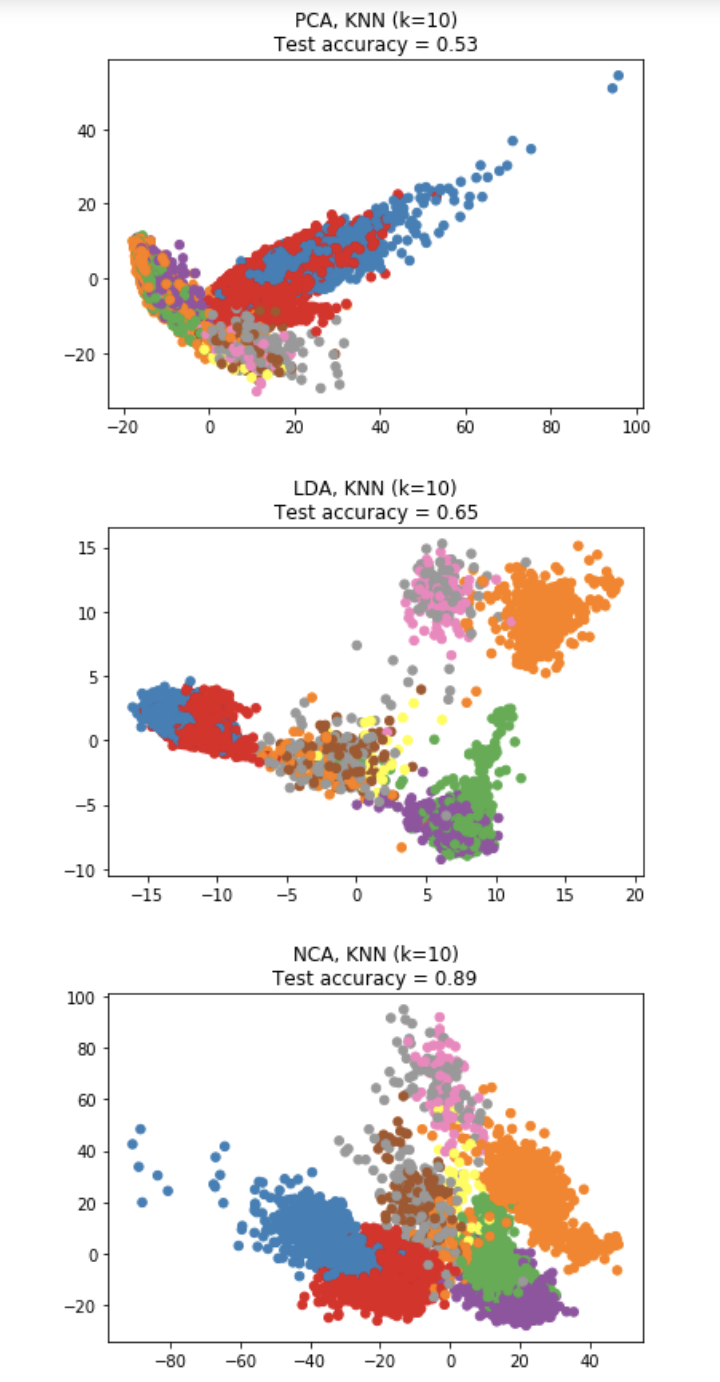 PCA, KNN (k=10)
Test accuracy = 0.53
40
20
0
−20
−20 0 20 40 60 80 100
LDA, KNN (k=10)
Test accuracy = 0.65
15
10
5
0
−5
−10
−15 −10 −5 0 5 10 15 20
NCA, KNN (k=10)
Test accuracy = 0.89
100
80
60
40
20
0
−20
−80 −60 −40 −20 0 20 40